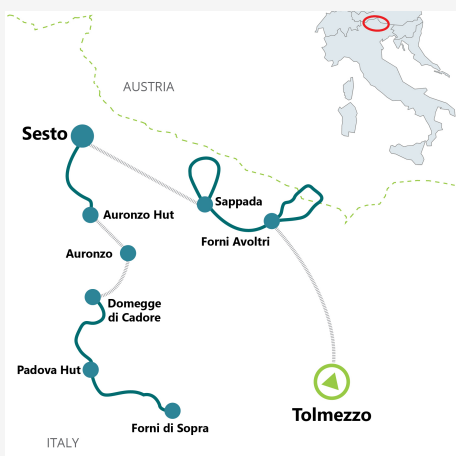 AUSTRIA
Sesto
Sappada
Auronzo Hut
Forni Avoltri
Auronzo
Domegge
di Cadore
Padova Hut
Tolmezzo
Forni di Sopra
ITALY